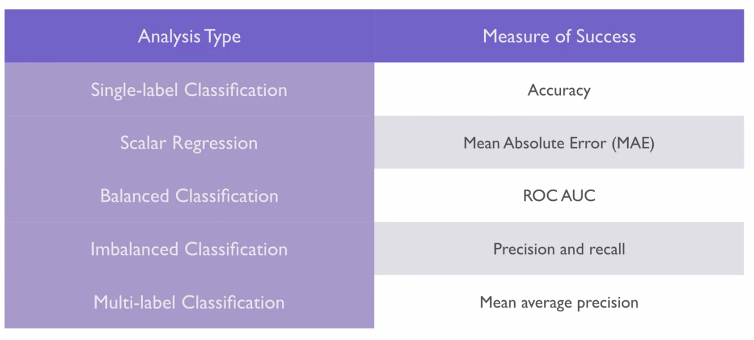 Analysis Type Measure of Success
Single-label Classification Accuracy
Scalar Regression Mean Absolute Error (MAE)
Balanced Classification ROC AUC
Imbalanced Classification Precision and recall
Multi-label Classification Mean average precision